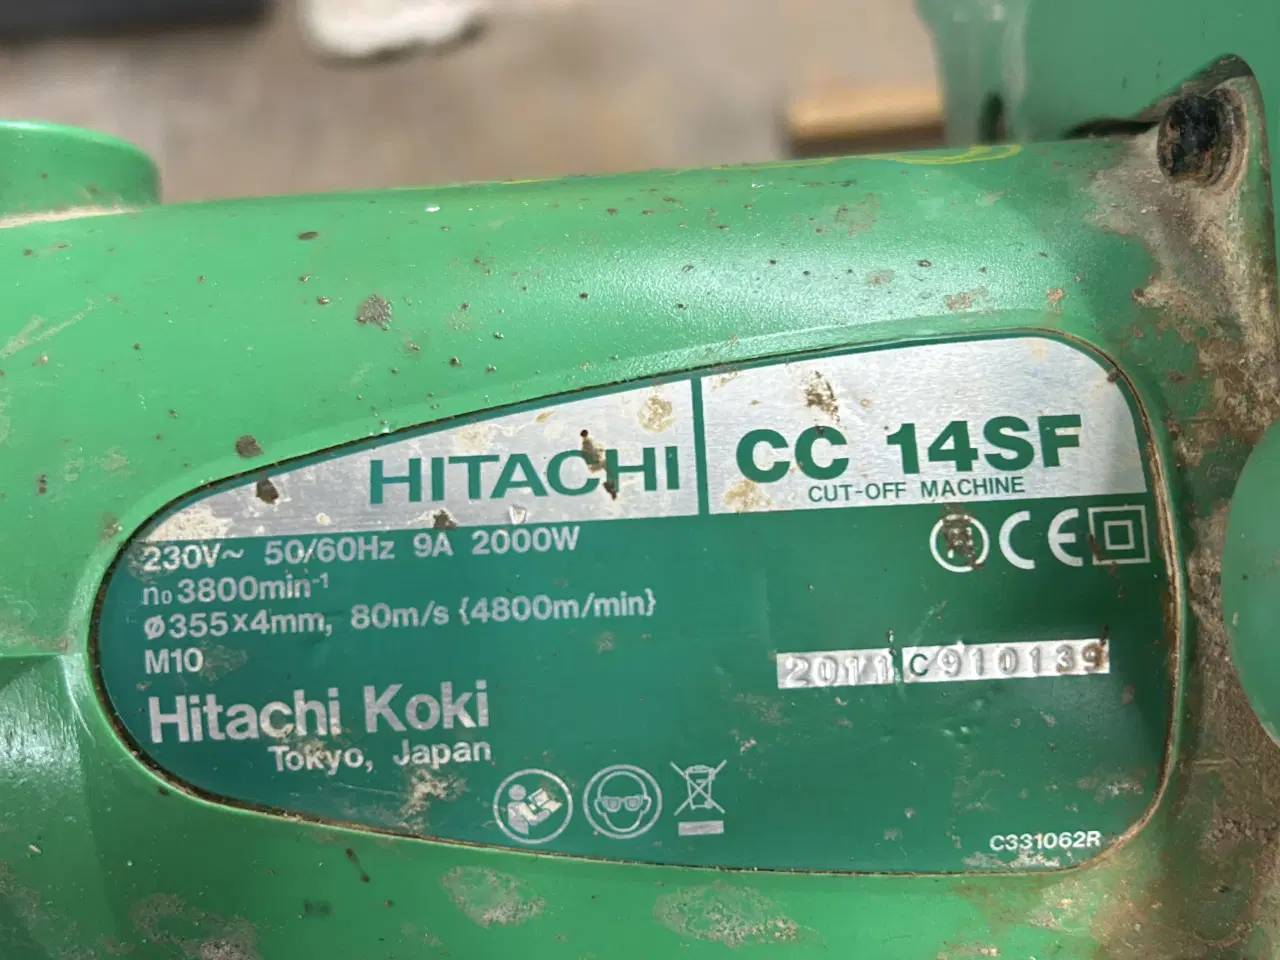 HITACHI
CC 14SF
CUT-OFF MACHINE
230V~ 50/60Hz 9A 2000W
n₀ 3800min⁻¹
ø355×4mm, 80m/s {4800m/min}
M10
CE
2011 C910139
Hitachi Koki
Tokyo, Japan
C331062R